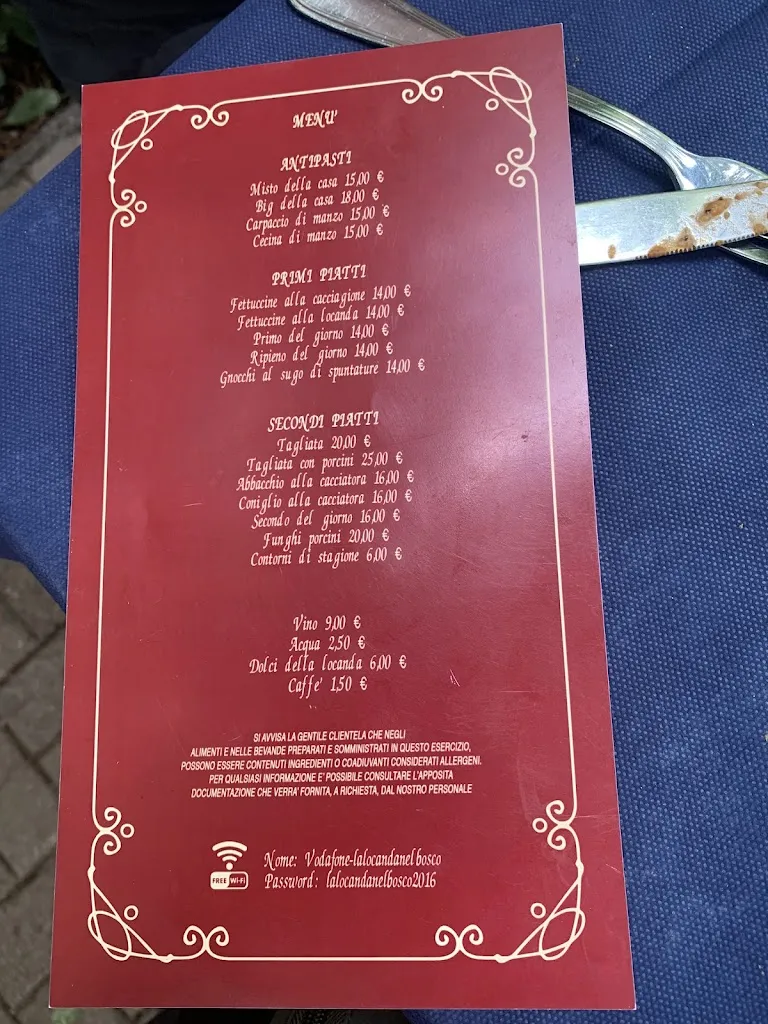 MENU'
ANTIPASTI
Misto della casa 15,00 €
Big della casa 18,00 €
Carpaccio di manzo 15,00 €
Cecina di manzo 15,00 €
PRIMI PIATTI
Fettuccine alla cacciagione 14,00 €
Fettuccine alla locanda 14,00 €
Primo del giorno 14,00 €
Ripieno del giorno 14,00 €
Gnocchi al sugo di spuntature 14,00 €
SECONDI PIATTI
Tagliata 20,00 €
Tagliata con porcini 25,00 €
Abbacchio alla cacciatora 16,00 €
Coniglio alla cacciatora 16,00 €
Secondo del giorno 16,00 €
Funghi porcini 20,00 €
Contorni di stagione 6,00 €
Vino 9,00 €
Acqua 2,50 €
Dolci della locanda 6,00 €
Caffe' 1,50 €
SI AVVISA LA GENTILE CLIENTELA CHE NEGLI
ALIMENTI E NELLE BEVANDE PREPARATI E SOMMINISTRATI IN QUESTO ESERCIZIO,
POSSONO ESSERE CONTENUTI INGREDIENTI O COADIUVANTI CONSIDERATI ALLERGENI.
PER QUALSIASI INFORMAZIONE E' POSSIBILE CONSULTARE L'APPOSITA
DOCUMENTAZIONE CHE VERRA' FORNITA, A RICHIESTA, DAL NOSTRO PERSONALE
FREE Wi-Fi
Nome: Vodafone-lalocandanelbosco
Password: lalocandanelbosco2016